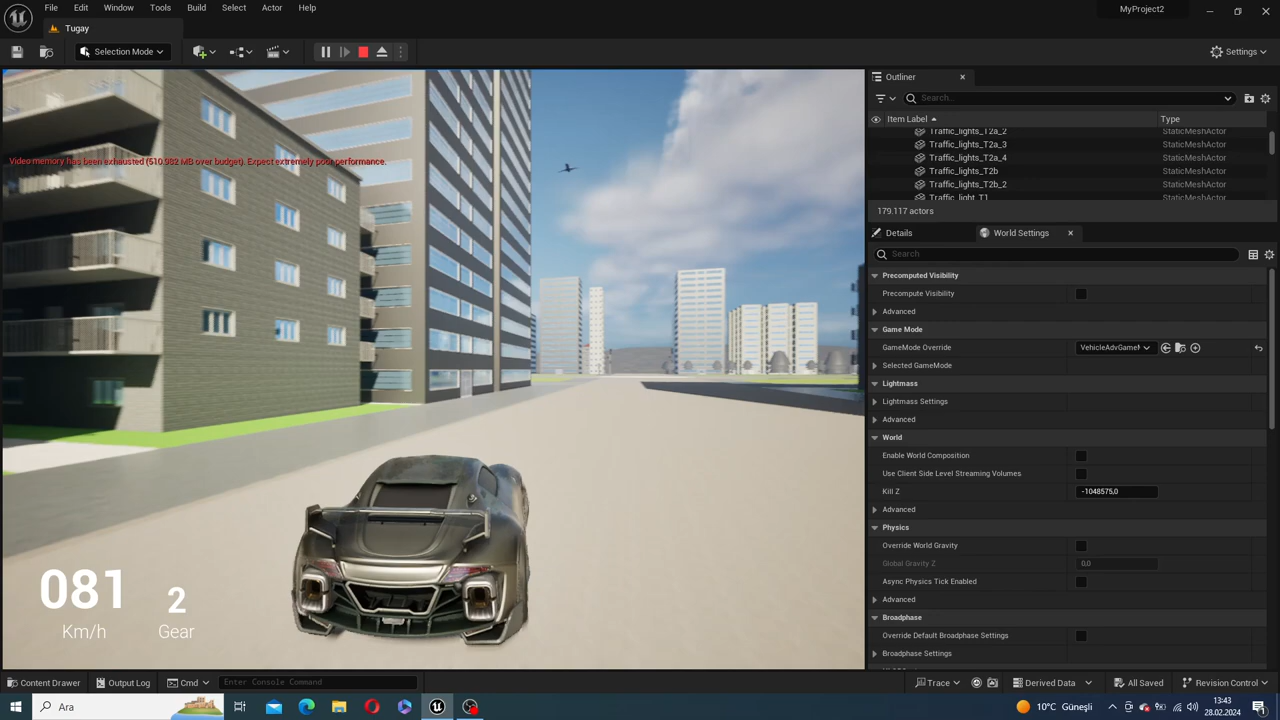 File Edit Window Tools Build Select Actor Help
MyProject2
Tugay
Selection Mode
Settings
Video memory has been exhausted (510.982 MB over budget). Expect extremely poor performance.
081
Km/h
2
Gear
Outliner
Search...
Item Label
Type
Traffic_lights_T2a_2 StaticMeshActor
Traffic_lights_T2a_3 StaticMeshActor
Traffic_lights_T2a_4 StaticMeshActor
Traffic_lights_T2b StaticMeshActor
Traffic_lights_T2b_2 StaticMeshActor
Traffic_light_T1 StaticMeshActor
179.117 actors
Details
World Settings
Search
Precomputed Visibility
Precompute Visibility
Advanced
Game Mode
GameMode Override
VehicleAdvGameM
Selected GameMode
Lightmass
Lightmass Settings
Advanced
World
Enable World Composition
Use Client Side Level Streaming Volumes
Kill Z
-1048575,0
Advanced
Physics
Override World Gravity
Global Gravity Z
0,0
Async Physics Tick Enabled
Advanced
Broadphase
Override Default Broadphase Settings
Broadphase Settings
Content Drawer
Output Log
Cmd
Enter Console Command
Trace
Derived Data
All Saved
Revision Control
Ara
10°C Güneşli
13:43
28.02.2024